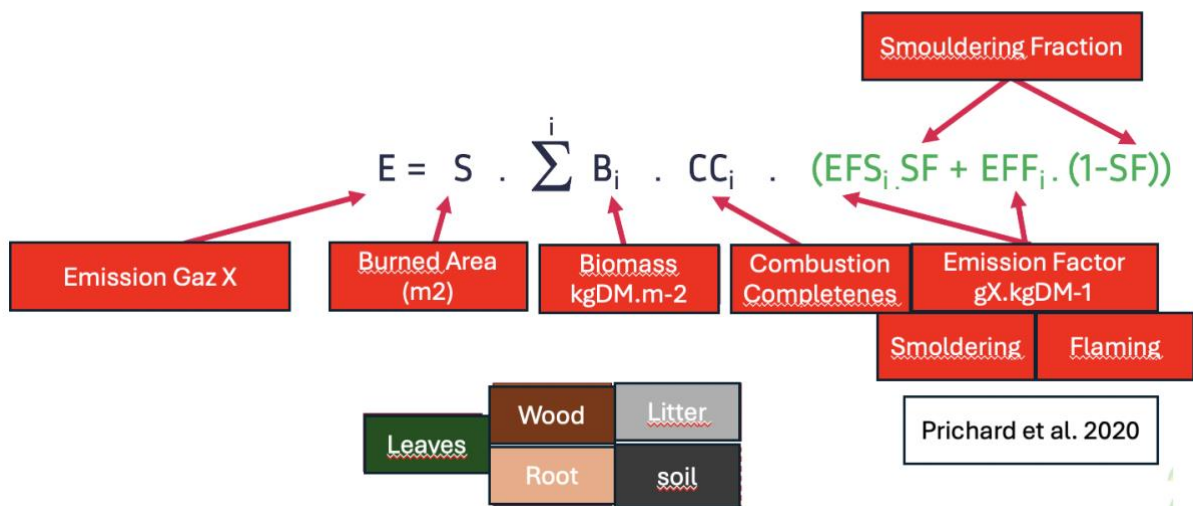 Smouldering Fraction
i
E = S . ∑ Bi . CCi . (EFSi.SF + EFFi. (1-SF))
Emission Gaz X
Burned Area
(m2)
Biomass
kgDM.m-2
Combustion
Completenes
Emission Factor
gX.kgDM-1
Smoldering
Flaming
Leaves
Wood
Litter
Root
soil
Prichard et al. 2020